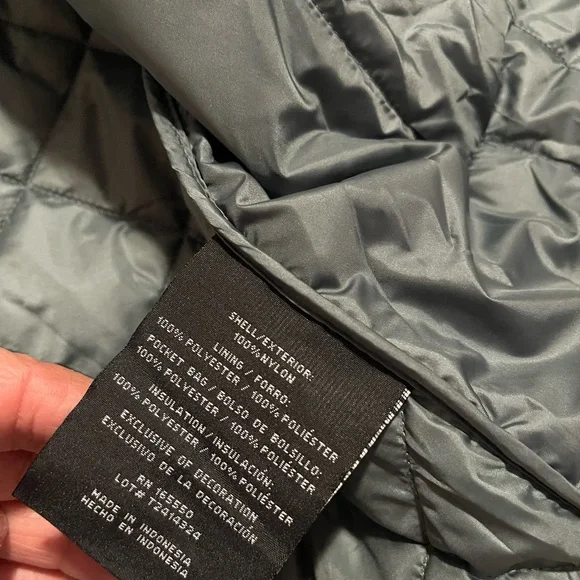 SHELL/EXTERIOR:
100%NYLON
LINING / FORRO:
100% POLYESTER / 100% POLIÉSTER
POCKET BAG / BOLSO DE BOLSILLO:
100% POLYESTER / 100% POLIÉSTER
INSULATION/INSULACIÓN:
100% POLYESTER / 100% POLIÉSTER
EXCLUSIVE OF DECORATION
EXCLUSIVO DE LA DECORACIÓN
RN 165550
LOT# T2414324
MADE IN INDONESIA
HECHO EN INDONESIA